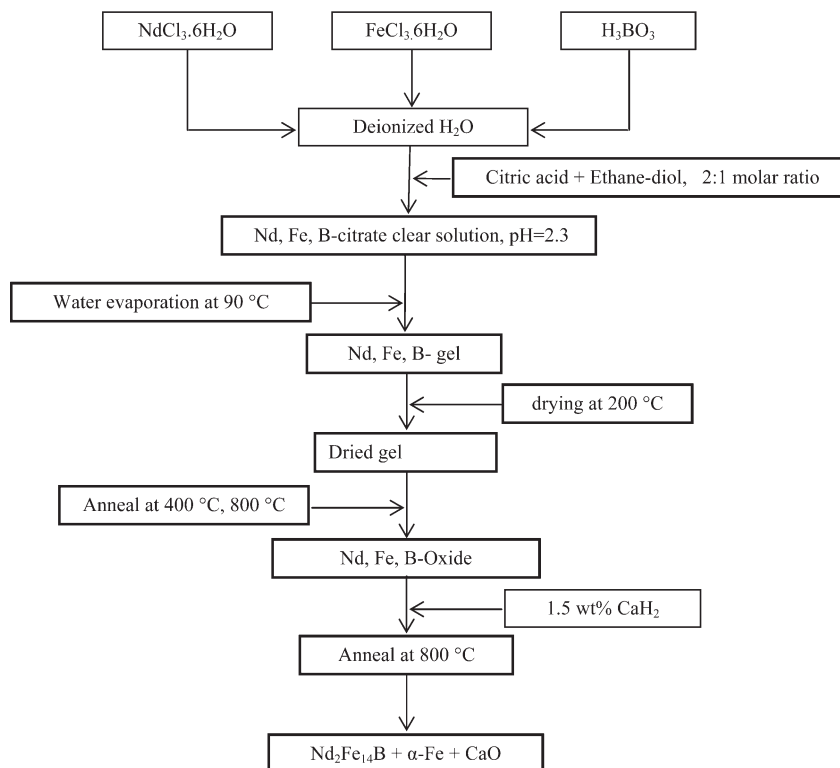 NdCl₃.6H₂O
FeCl₃.6H₂O
H₃BO₃
Deionized H₂O
Citric acid + Ethane-diol, 2:1 molar ratio
Nd, Fe, B-citrate clear solution, pH=2.3
Water evaporation at 90 °C
Nd, Fe, B- gel
drying at 200 °C
Dried gel
Anneal at 400 °C, 800 °C
Nd, Fe, B-Oxide
1.5 wt% CaH₂
Anneal at 800 °C
Nd₂Fe₁₄B + α-Fe + CaO